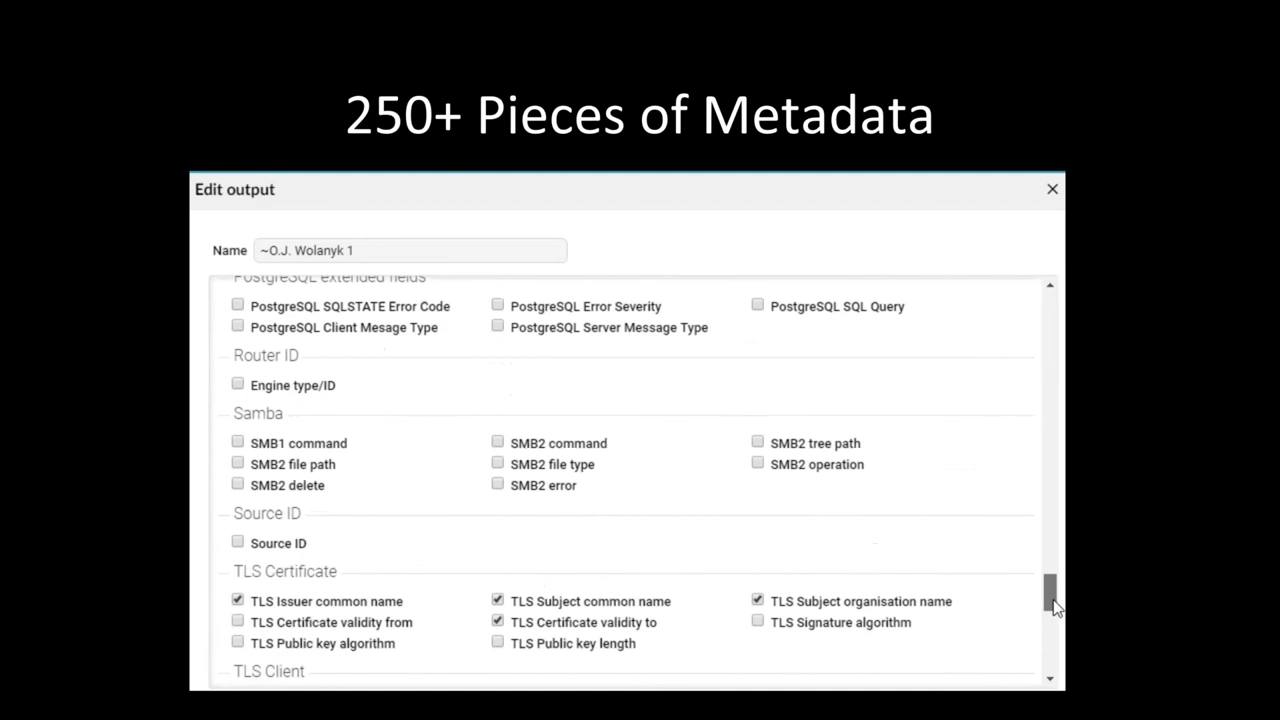 250+ Pieces of Metadata
Edit output
Name ~O.J. Wolanyk 1
PostgreSQL extended fields
PostgreSQL SQLSTATE Error Code PostgreSQL Error Severity PostgreSQL SQL Query
PostgreSQL Client Mesage Type PostgreSQL Server Message Type
Router ID
Engine type/ID
Samba
SMB1 command SMB2 command SMB2 tree path
SMB2 file path SMB2 file type SMB2 operation
SMB2 delete SMB2 error
Source ID
Source ID
TLS Certificate
TLS Issuer common name TLS Subject common name TLS Subject organisation name
TLS Certificate validity from TLS Certificate validity to TLS Signature algorithm
TLS Public key algorithm TLS Public key length
TLS Client